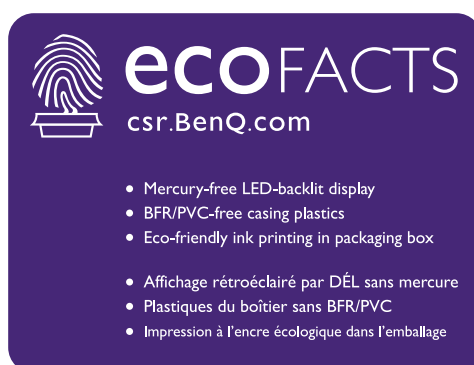 ecoFACTS
csr.BenQ.com
• Mercury-free LED-backlit display
• BFR/PVC-free casing plastics
• Eco-friendly ink printing in packaging box
• Affichage rétroéclairé par DÉL sans mercure
• Plastiques du boîtier sans BFR/PVC
• Impression à l'encre écologique dans l'emballage